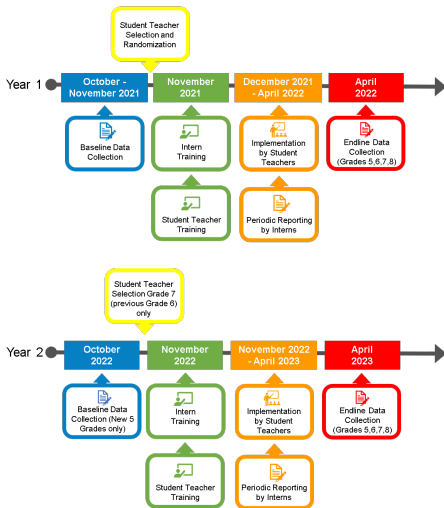 Student Teacher
Selection and
Randomization
Year 1
October -
November 2021
November
2021
December 2021
- April 2022
April
2022
Baseline Data
Collection
Intern
Training
Implementation
by Student
Teachers
Endline Data
Collection
(Grades 5,6,7,8)
Student Teacher
Training
Periodic Reporting
by Interns
Student Teacher
Selection Grade 7
(previous Grade 6)
only
Year 2
October
2022
November
2022
November 2022
- April 2023
April
2023
Baseline Data
Collection (New 5
Grades only)
Intern
Training
Implementation
by Student
Teachers
Endline Data
Collection
(Grades 5,6,7,8)
Student Teacher
Training
Periodic Reporting
by Interns